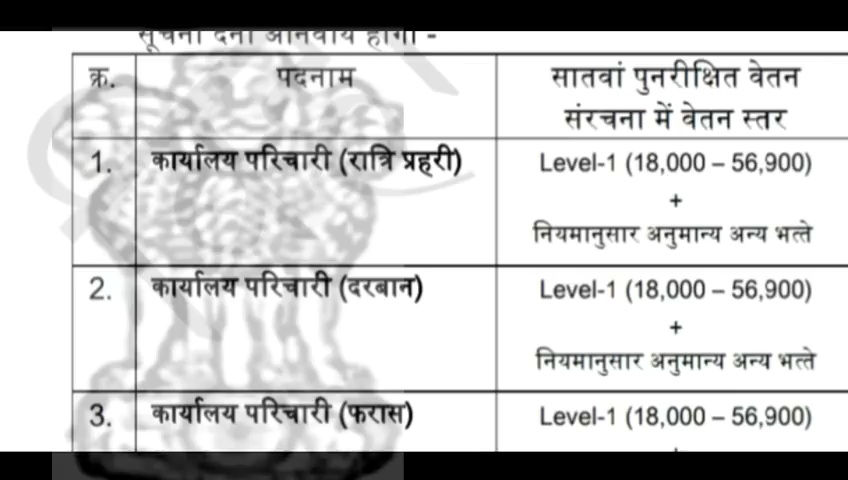 सूचना देना अनिवार्य होगा -
क्र. पदनाम सातवां पुनरीक्षित वेतन
संरचना में वेतन स्तर
1. कार्यालय परिचारी (रात्रि प्रहरी) Level-1 (18,000 – 56,900)
+
नियमानुसार अनुमान्य अन्य भत्ते
2. कार्यालय परिचारी (दरबान) Level-1 (18,000 – 56,900)
+
नियमानुसार अनुमान्य अन्य भत्ते
3. कार्यालय परिचारी (फरास) Level-1 (18,000 – 56,900)